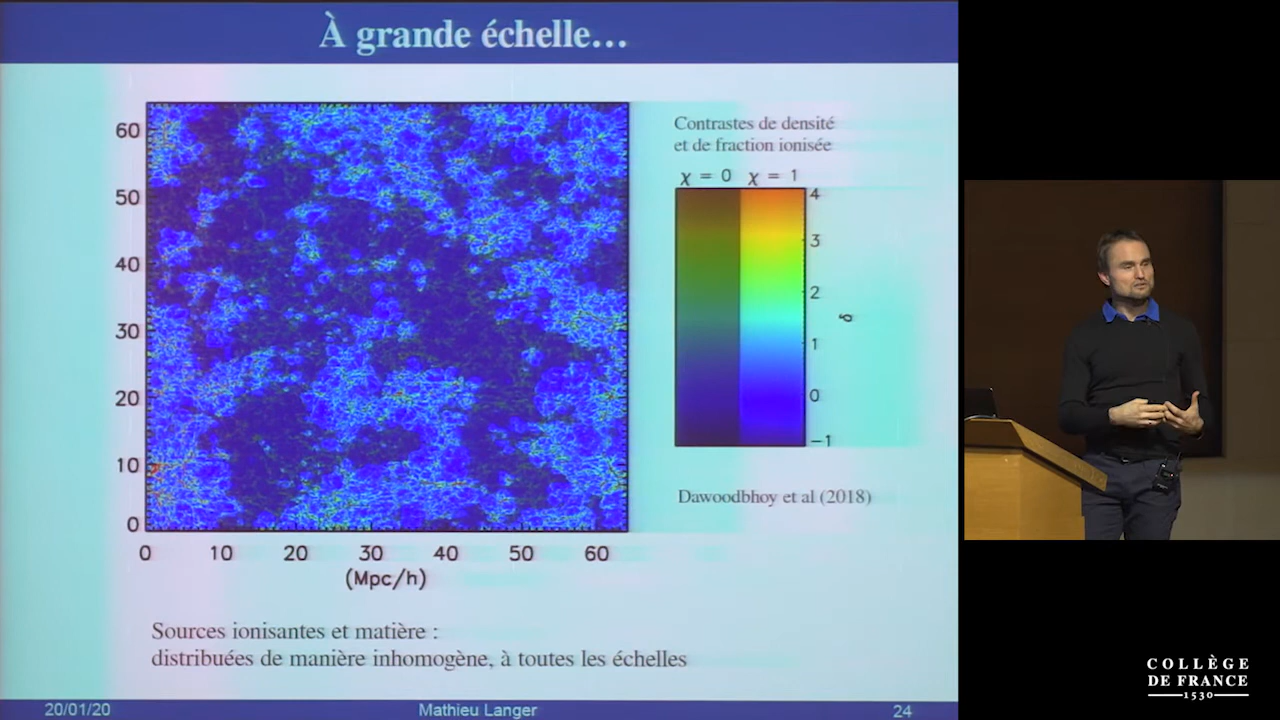 À grande échelle…
60
50
40
30
20
10
0
0 10 20 30 40 50 60
(Mpc/h)
Contrastes de densité
et de fraction ionisée
χ = 0 χ = 1
4
3
2
1
0
−1
δ
Dawoodbhoy et al (2018)
Sources ionisantes et matière :
distribuées de manière inhomogène, à toutes les échelles
20/01/20 Mathieu Langer 24
COLLÈGE
DE FRANCE
1530